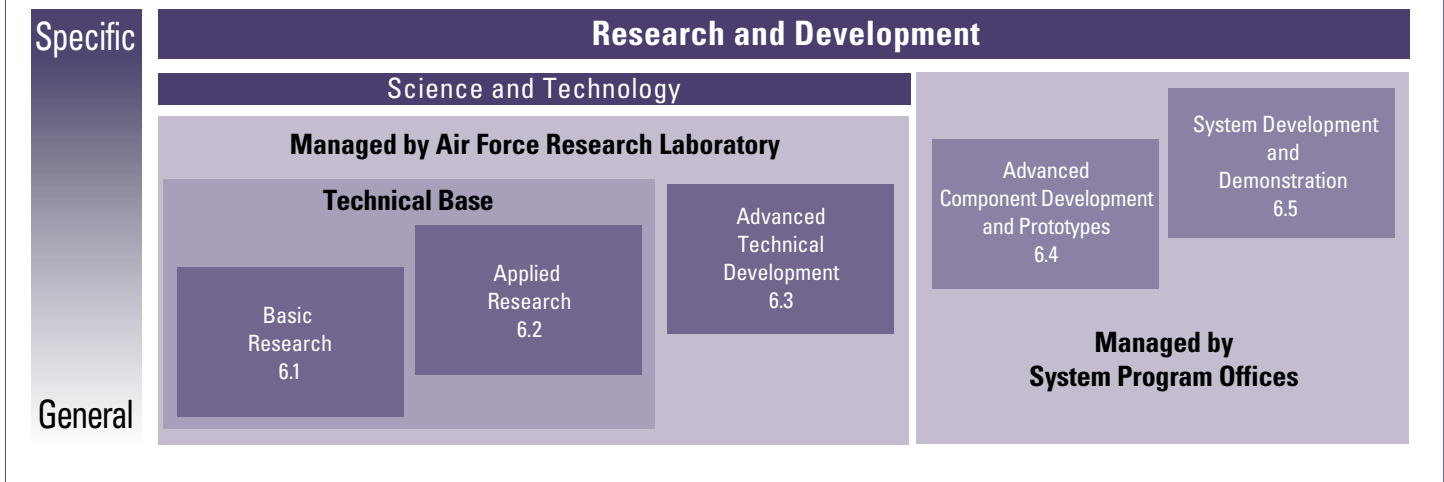 Specific
Research and Development
Science and Technology
Managed by Air Force Research Laboratory
Technical Base
Basic
Research
6.1
Applied
Research
6.2
Advanced
Technical
Development
6.3
Advanced
Component Development
and Prototypes
6.4
System Development
and
Demonstration
6.5
Managed by
System Program Offices
General